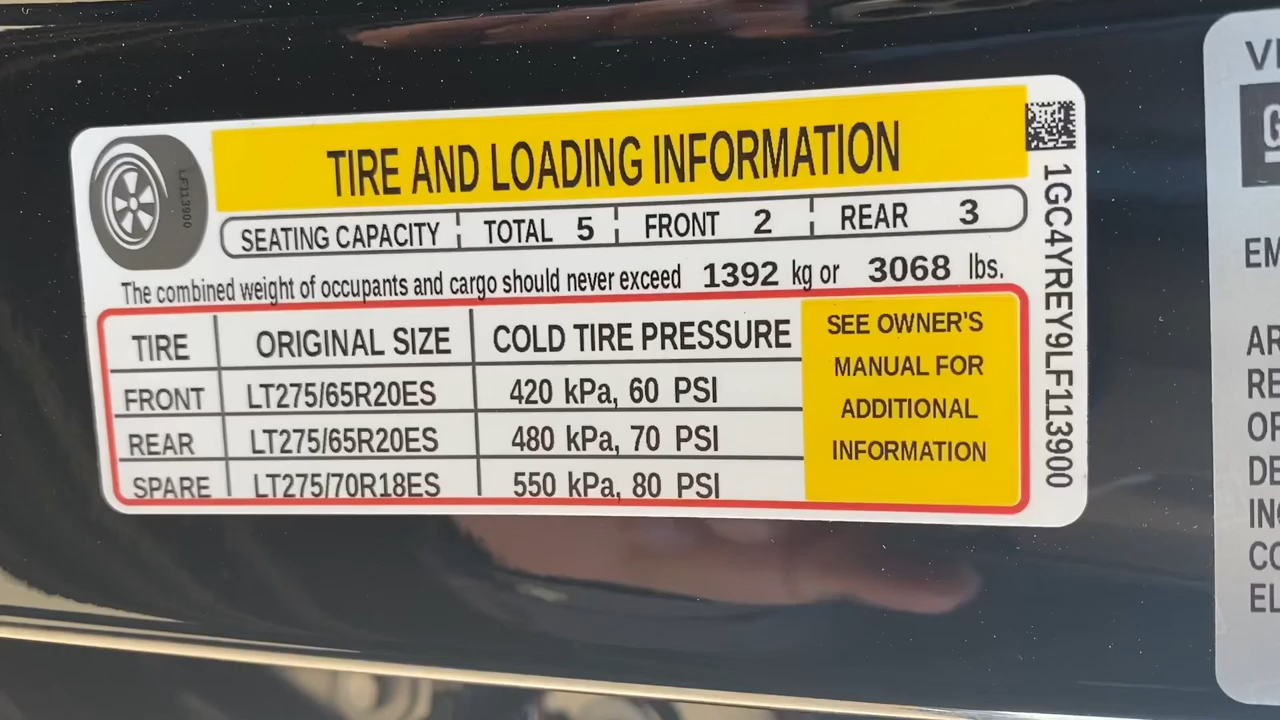 TIRE AND LOADING INFORMATION
SEATING CAPACITY TOTAL 5 FRONT 2 REAR 3
The combined weight of occupants and cargo should never exceed 1392 kg or 3068 lbs.
TIRE ORIGINAL SIZE COLD TIRE PRESSURE
FRONT LT275/65R20ES 420 kPa, 60 PSI
REAR LT275/65R20ES 480 kPa, 70 PSI
SPARE LT275/70R18ES 550 kPa, 80 PSI
SEE OWNER'S
MANUAL FOR
ADDITIONAL
INFORMATION
1GC4YREY9LF113900
LF113900